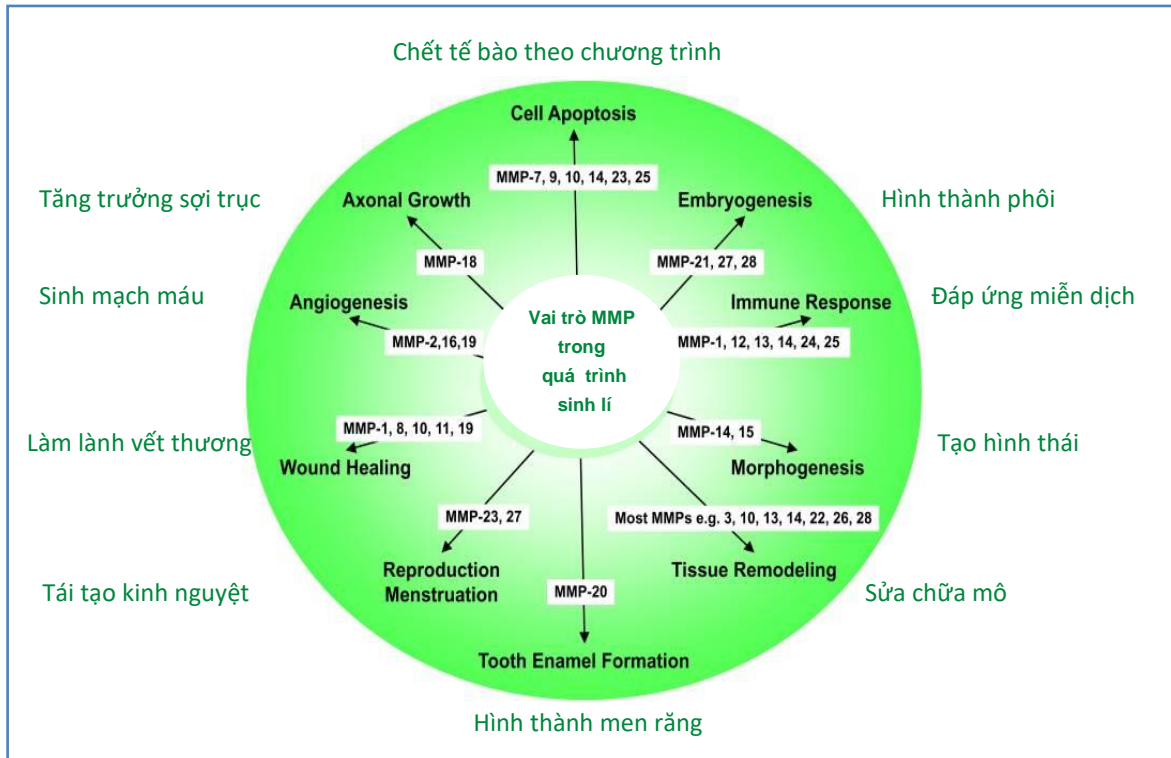 Chết tế bào theo chương trình
Cell Apoptosis
MMP-7, 9, 10, 14, 23, 25
Tăng trưởng sợi trục
Axonal Growth
Embryogenesis
Hình thành phôi
MMP-18
MMP-21, 27, 28
Sinh mạch máu
Angiogenesis
Immune Response
Đáp ứng miễn dịch
MMP-2,16,19
MMP-1, 12, 13, 14, 24, 25
Vai trò MMP
trong
quá trình
sinh lí
Làm lành vết thương
MMP-1, 8, 10, 11, 19
Wound Healing
MMP-14, 15
Morphogenesis
Tạo hình thái
MMP-23, 27
Most MMPs e.g. 3, 10, 13, 14, 22, 26, 28
Tái tạo kinh nguyệt
Reproduction
Menstruation
MMP-20
Tissue Remodeling
Sửa chữa mô
Tooth Enamel Formation
Hình thành men răng